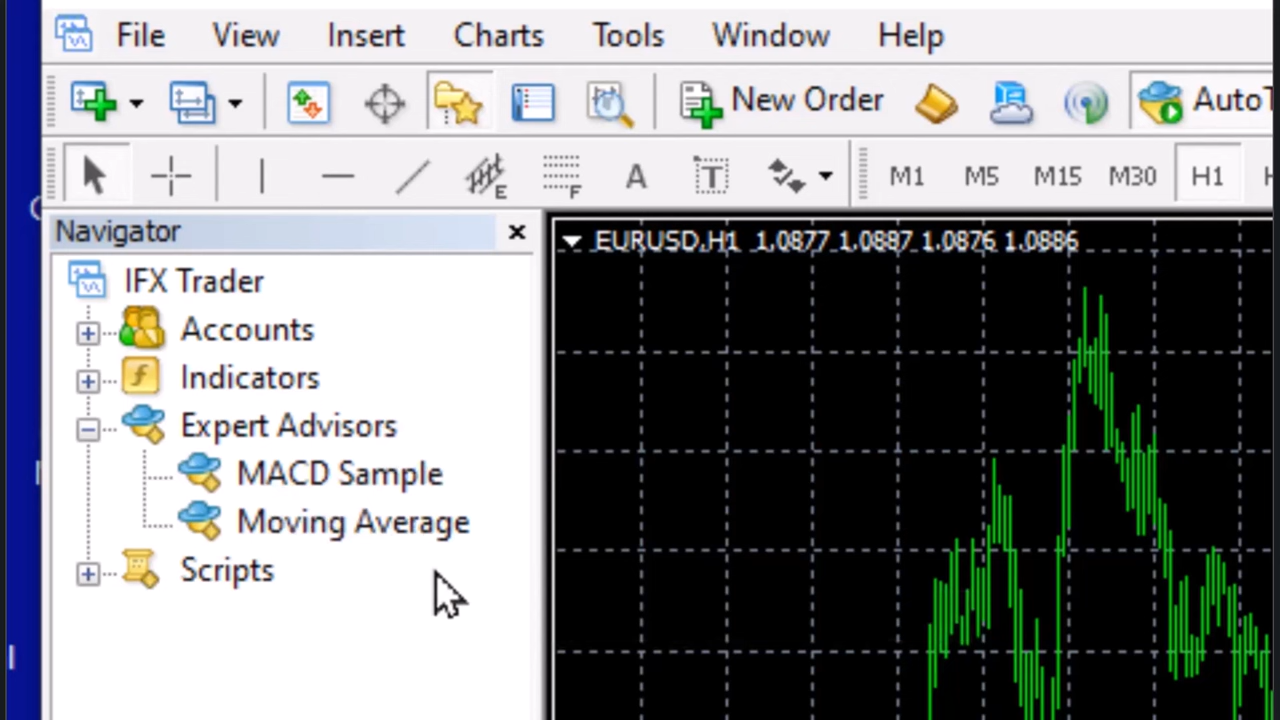 File View Insert Charts Tools Window Help
New Order AutoT
E F A T M1 M5 M15 M30 H1
Navigator
EURUSD,H1 1.0877 1.0887 1.0876 1.0886
IFX Trader
Accounts
Indicators
Expert Advisors
MACD Sample
Moving Average
Scripts